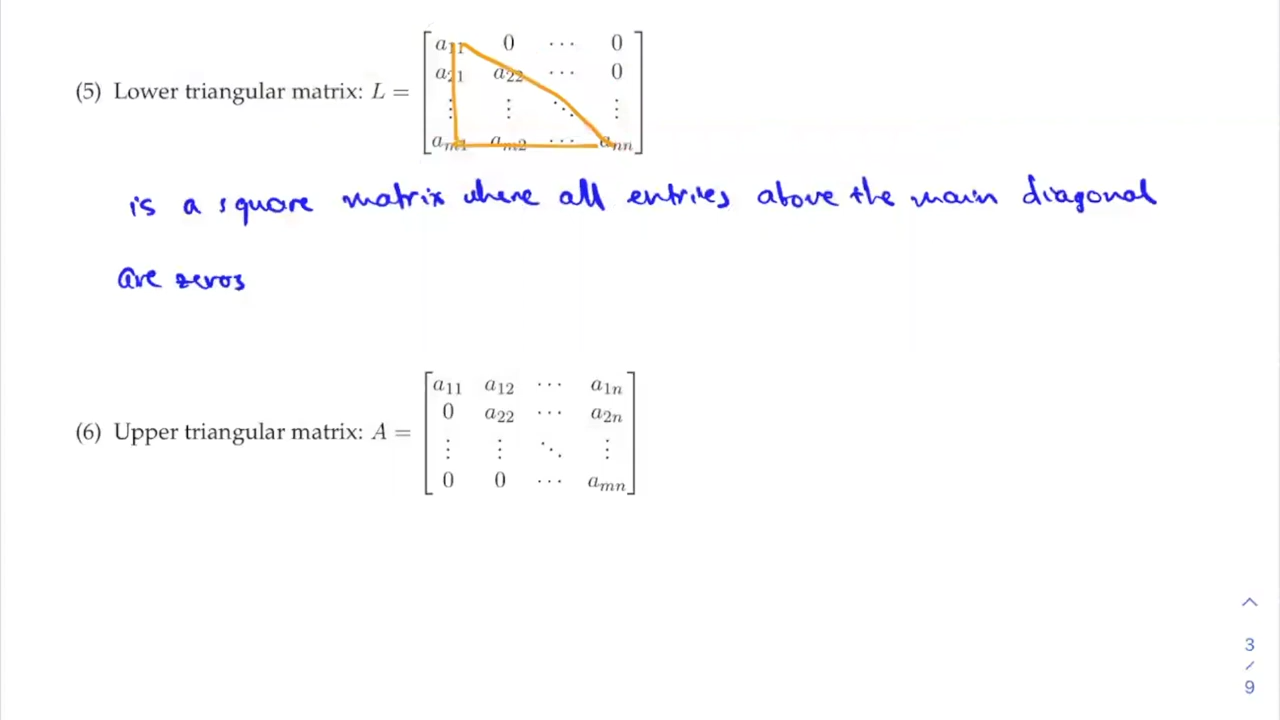 (5) Lower triangular matrix: L = [a₁₁ 0 ⋯ 0
a₂₁ a₂₂ ⋯ 0
⋮ ⋮ ⋱ ⋮
aₘ₁ aₘ₂ ⋯ aₙₙ]
is a square matrix where all entries above the main diagonal
are zeros
(6) Upper triangular matrix: A = [a₁₁ a₁₂ ⋯ a₁ₙ
0 a₂₂ ⋯ a₂ₙ
⋮ ⋮ ⋱ ⋮
0 0 ⋯ aₘₙ]
3
/
9